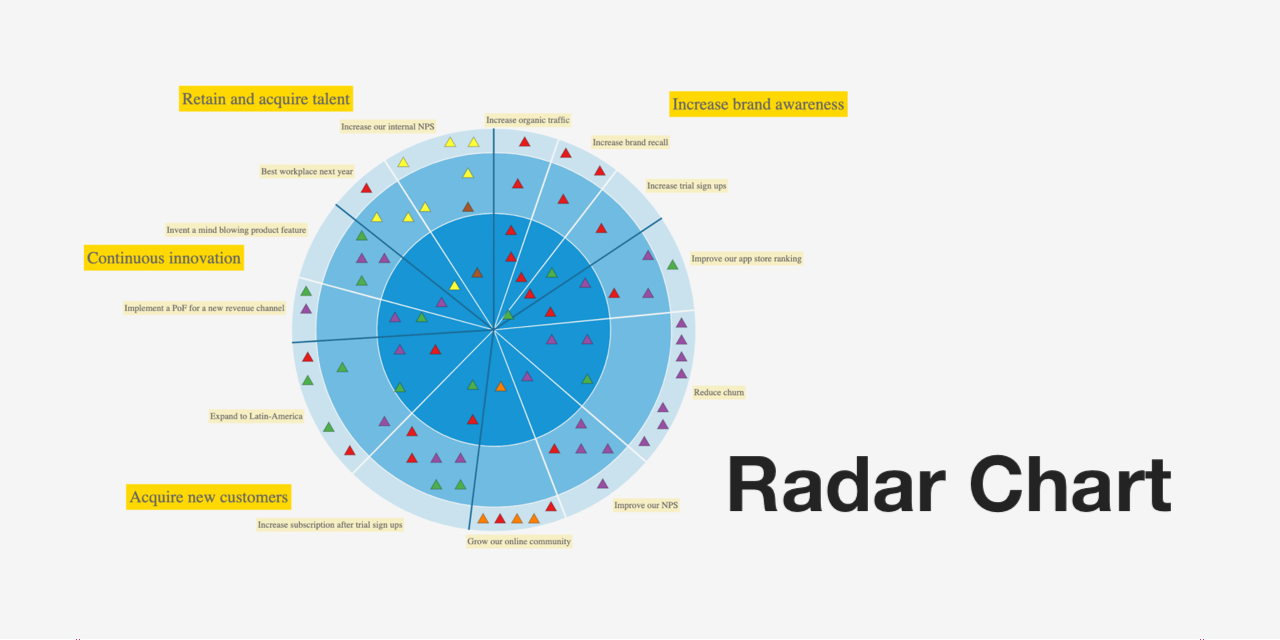 Retain and acquire talent
Increase brand awareness
Increase organic traffic
Increase our internal NPS
Increase brand recall
Best workplace next year
Increase trial sign ups
Invent a mind blowing product feature
Continuous innovation
Improve our app store ranking
Implement a PoF for a new revenue channel
Reduce churn
Expand to Latin-America
Radar Chart
Acquire new customers
Improve our NPS
Increase subscription after trial sign ups
Grow our online community